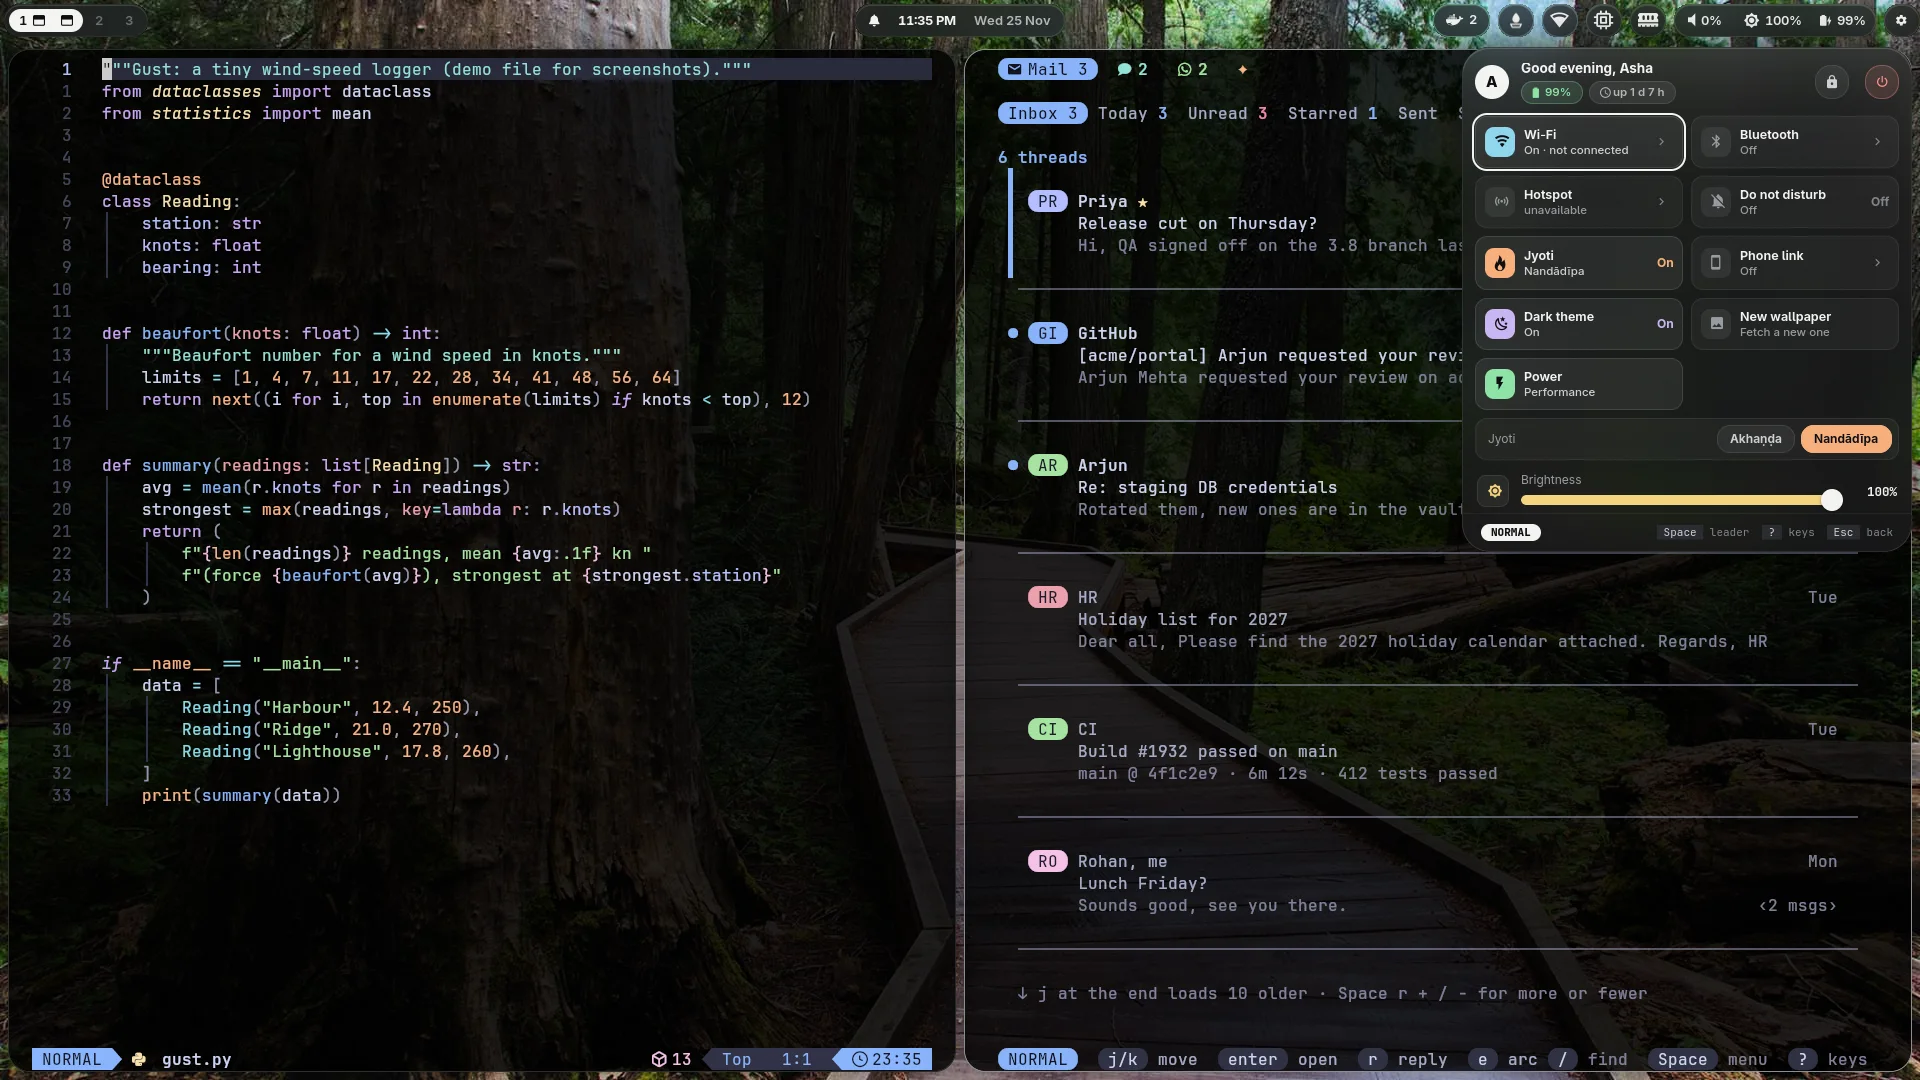 1 2 3
11:35 PM Wed 25 Nov
2 0% 100% 99%
1 """Gust: a tiny wind-speed logger (demo file for screenshots)."""
1 from dataclasses import dataclass
2 from statistics import mean
3
4
5 @dataclass
6 class Reading:
7 station: str
8 knots: float
9 bearing: int
10
11
12 def beaufort(knots: float) -> int:
13 """Beaufort number for a wind speed in knots."""
14 limits = [1, 4, 7, 11, 17, 22, 28, 34, 41, 48, 56, 64]
15 return next((i for i, top in enumerate(limits) if knots < top), 12)
16
17
18 def summary(readings: list[Reading]) -> str:
19 avg = mean(r.knots for r in readings)
20 strongest = max(readings, key=lambda r: r.knots)
21 return (
22 f"{len(readings)} readings, mean {avg:.1f} kn "
23 f"(force {beaufort(avg)}), strongest at {strongest.station}"
24 )
25
26
27 if __name__ == "__main__":
28 data = [
29 Reading("Harbour", 12.4, 250),
30 Reading("Ridge", 21.0, 270),
31 Reading("Lighthouse", 17.8, 260),
32 ]
33 print(summary(data))
NORMAL gust.py 13 Top 1:1 23:35
Mail 3 2 2
Inbox 3 Today 3 Unread 3 Starred 1 Sent
6 threads
PR Priya ★
Release cut on Thursday?
Hi, QA signed off on the 3.8 branch las
GI GitHub
[acme/portal] Arjun requested your revi
Arjun Mehta requested your review on ac
AR Arjun
Re: staging DB credentials
Rotated them, new ones are in the vault
HR HR Tue
Holiday list for 2027
Dear all, Please find the 2027 holiday calendar attached. Regards, HR
CI CI Tue
Build #1932 passed on main
main @ 4f1c2e9 · 6m 12s · 412 tests passed
RO Rohan, me Mon
Lunch Friday?
Sounds good, see you there. ‹2 msgs›
↓ j at the end loads 10 older · Space r + / - for more or fewer
NORMAL j/k move enter open r reply e arc / find Space menu ? keys
A Good evening, Asha
99% up 1 d 7 h
Wi-Fi
On · not connected
Bluetooth
Off
Hotspot
unavailable
Do not disturb
Off
Off
Jyoti
Nandādīpa
On
Phone link
Off
Dark theme
On
On
New wallpaper
Fetch a new one
Power
Performance
Jyoti Akhaṇḍa Nandādīpa
Brightness
100%
NORMAL Space leader ? keys Esc back